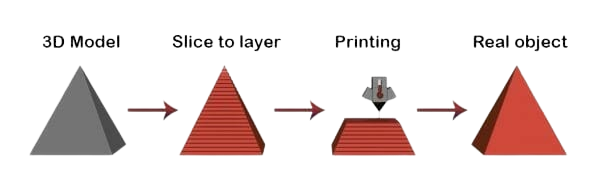 3D Model
Slice to layer
Printing
Real object